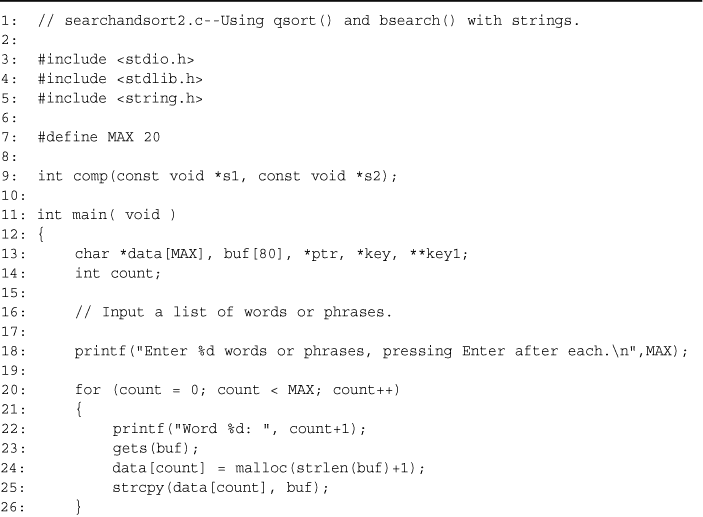 1: // searchandsort2.c--Using qsort() and bsearch() with strings.
2:
3: #include <stdio.h>
4: #include <stdlib.h>
5: #include <string.h>
6:
7: #define MAX 20
8:
9: int comp(const void *s1, const void *s2);
10:
11: int main( void )
12: {
13:     char *data[MAX], buf[80], *ptr, *key, **key1;
14:     int count;
15:
16:     // Input a list of words or phrases.
17:
18:     printf("Enter %d words or phrases, pressing Enter after each.\n",MAX);
19:
20:     for (count = 0; count < MAX; count++)
21:     {
22:         printf("Word %d: ", count+1);
23:         gets(buf);
24:         data[count] = malloc(strlen(buf)+1);
25:         strcpy(data[count], buf);
26:     }